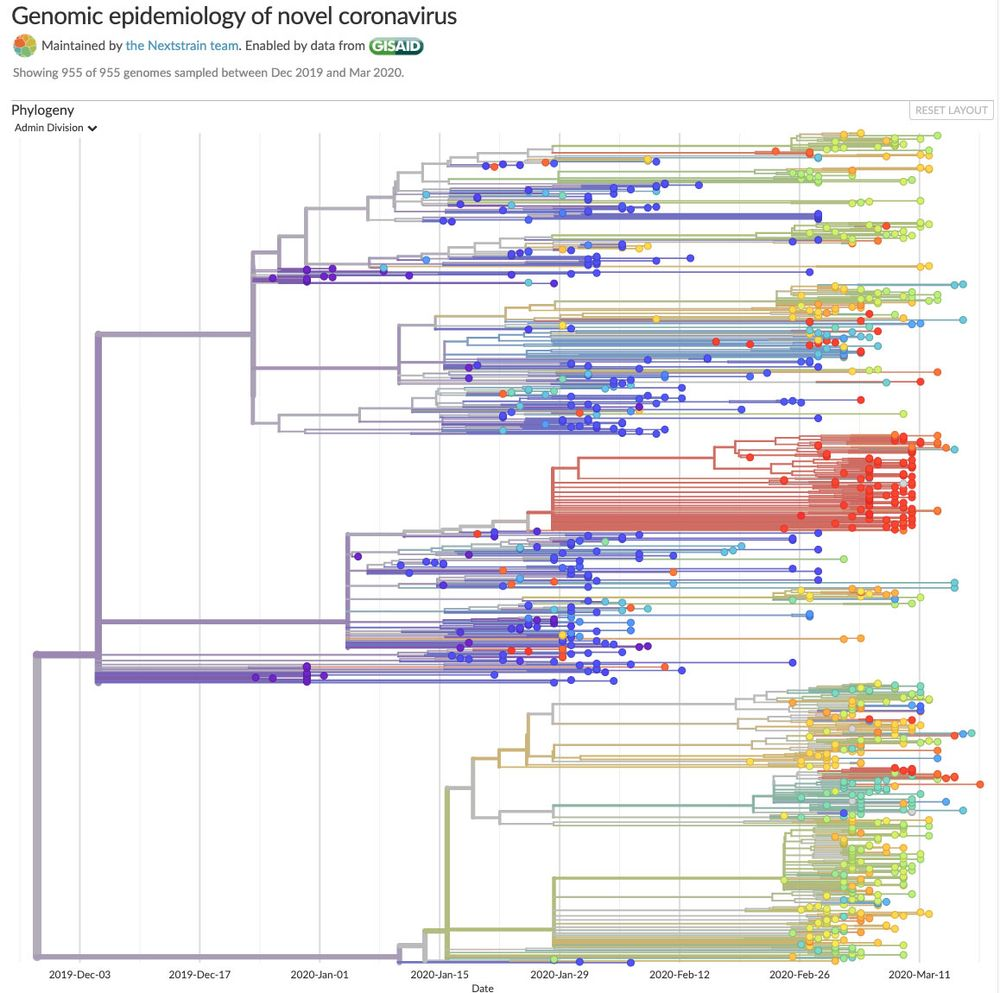 Genomic epidemiology of novel coronavirus
Maintained by the Nextstrain team. Enabled by data from GISAID
Showing 955 of 955 genomes sampled between Dec 2019 and Mar 2020.
Phylogeny
RESET LAYOUT
Admin Division
2019-Dec-03 2019-Dec-17 2020-Jan-01 2020-Jan-15 2020-Jan-29 2020-Feb-12 2020-Feb-26 2020-Mar-11
Date